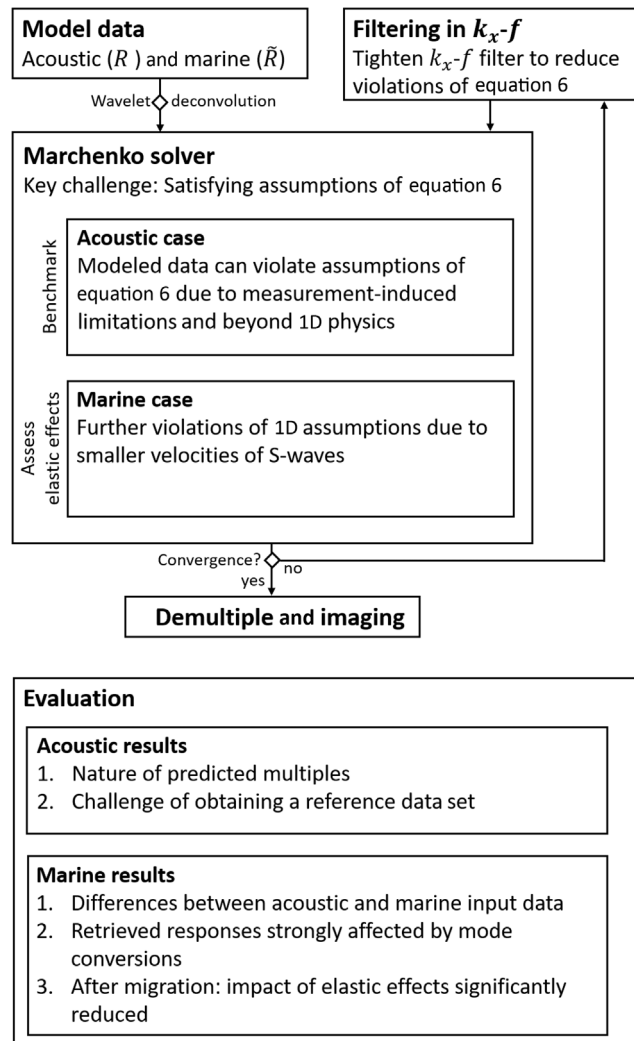 Model data
Acoustic (R ) and marine (R̃)
Filtering in kₓ-f
Tighten kₓ-f filter to reduce
violations of equation 6
Wavelet deconvolution
Marchenko solver
Key challenge: Satisfying assumptions of equation 6
Benchmark
Acoustic case
Modeled data can violate assumptions of
equation 6 due to measurement-induced
limitations and beyond 1D physics
Assess
elastic effects
Marine case
Further violations of 1D assumptions due to
smaller velocities of S-waves
Convergence?
no
yes
Demultiple and imaging
Evaluation
Acoustic results
1. Nature of predicted multiples
2. Challenge of obtaining a reference data set
Marine results
1. Differences between acoustic and marine input data
2. Retrieved responses strongly affected by mode
conversions
3. After migration: impact of elastic effects significantly
reduced